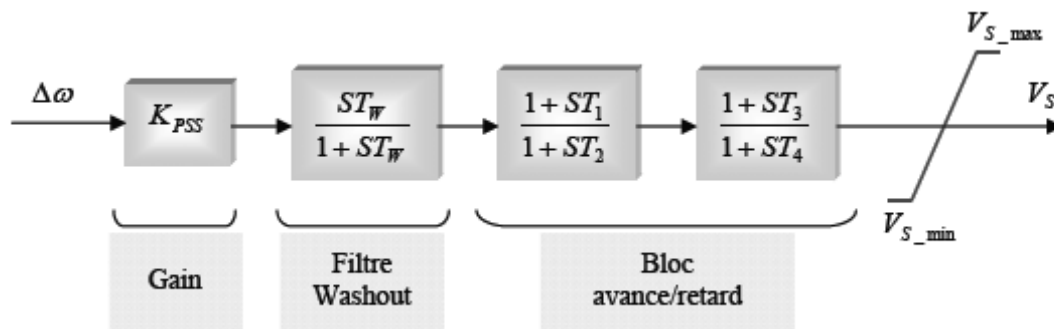 Δω
K_PSS
ST_W
1 + ST_W
1 + ST_1
1 + ST_2
1 + ST_3
1 + ST_4
V_S_max
V_S
V_S_min
Gain
Filtre
Washout
Bloc
avance/retard